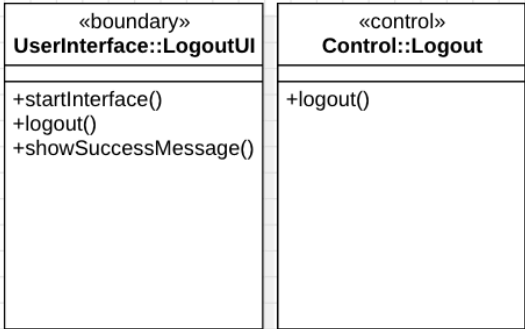 «boundary»
UserInterface::LogoutUI
+startInterface()
+logout()
+showSuccessMessage()
«control»
Control::Logout
+logout()